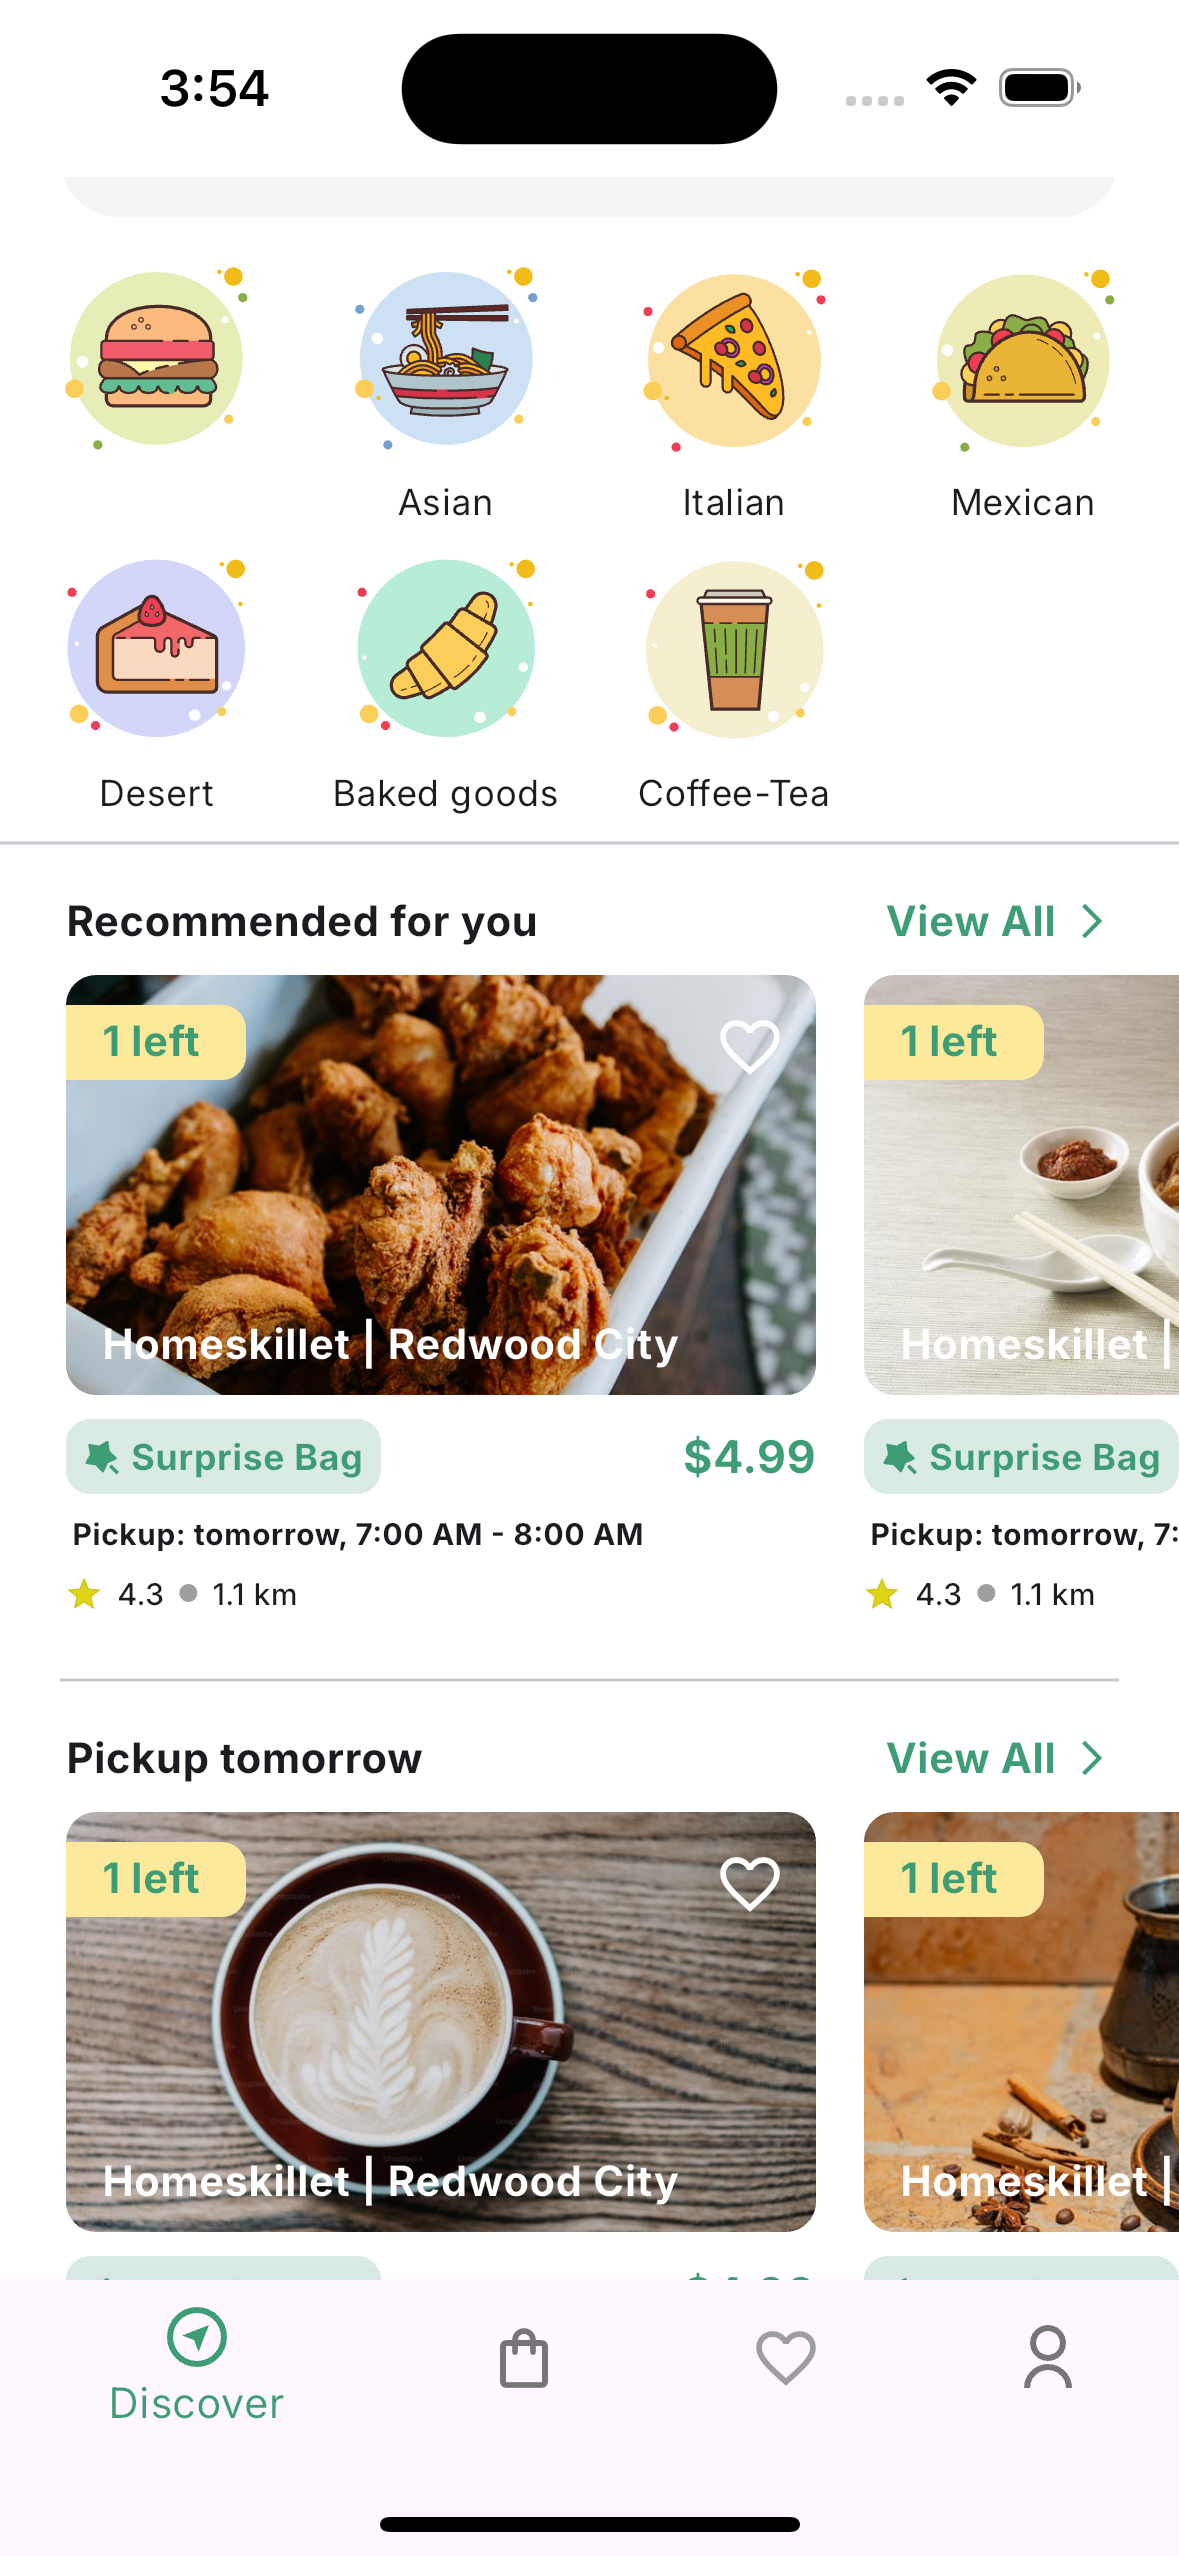 3:54
Asian
Italian
Mexican
Desert
Baked goods
Coffee-Tea
Recommended for you
View All
1 left
1 left
Homeskillet | Redwood City
Homeskillet |
Surprise Bag
$4.99
Surprise Bag
Pickup: tomorrow, 7:00 AM - 8:00 AM
Pickup: tomorrow, 7:
4.3
1.1 km
4.3
1.1 km
Pickup tomorrow
View All
1 left
1 left
Homeskillet | Redwood City
Homeskillet |
Discover